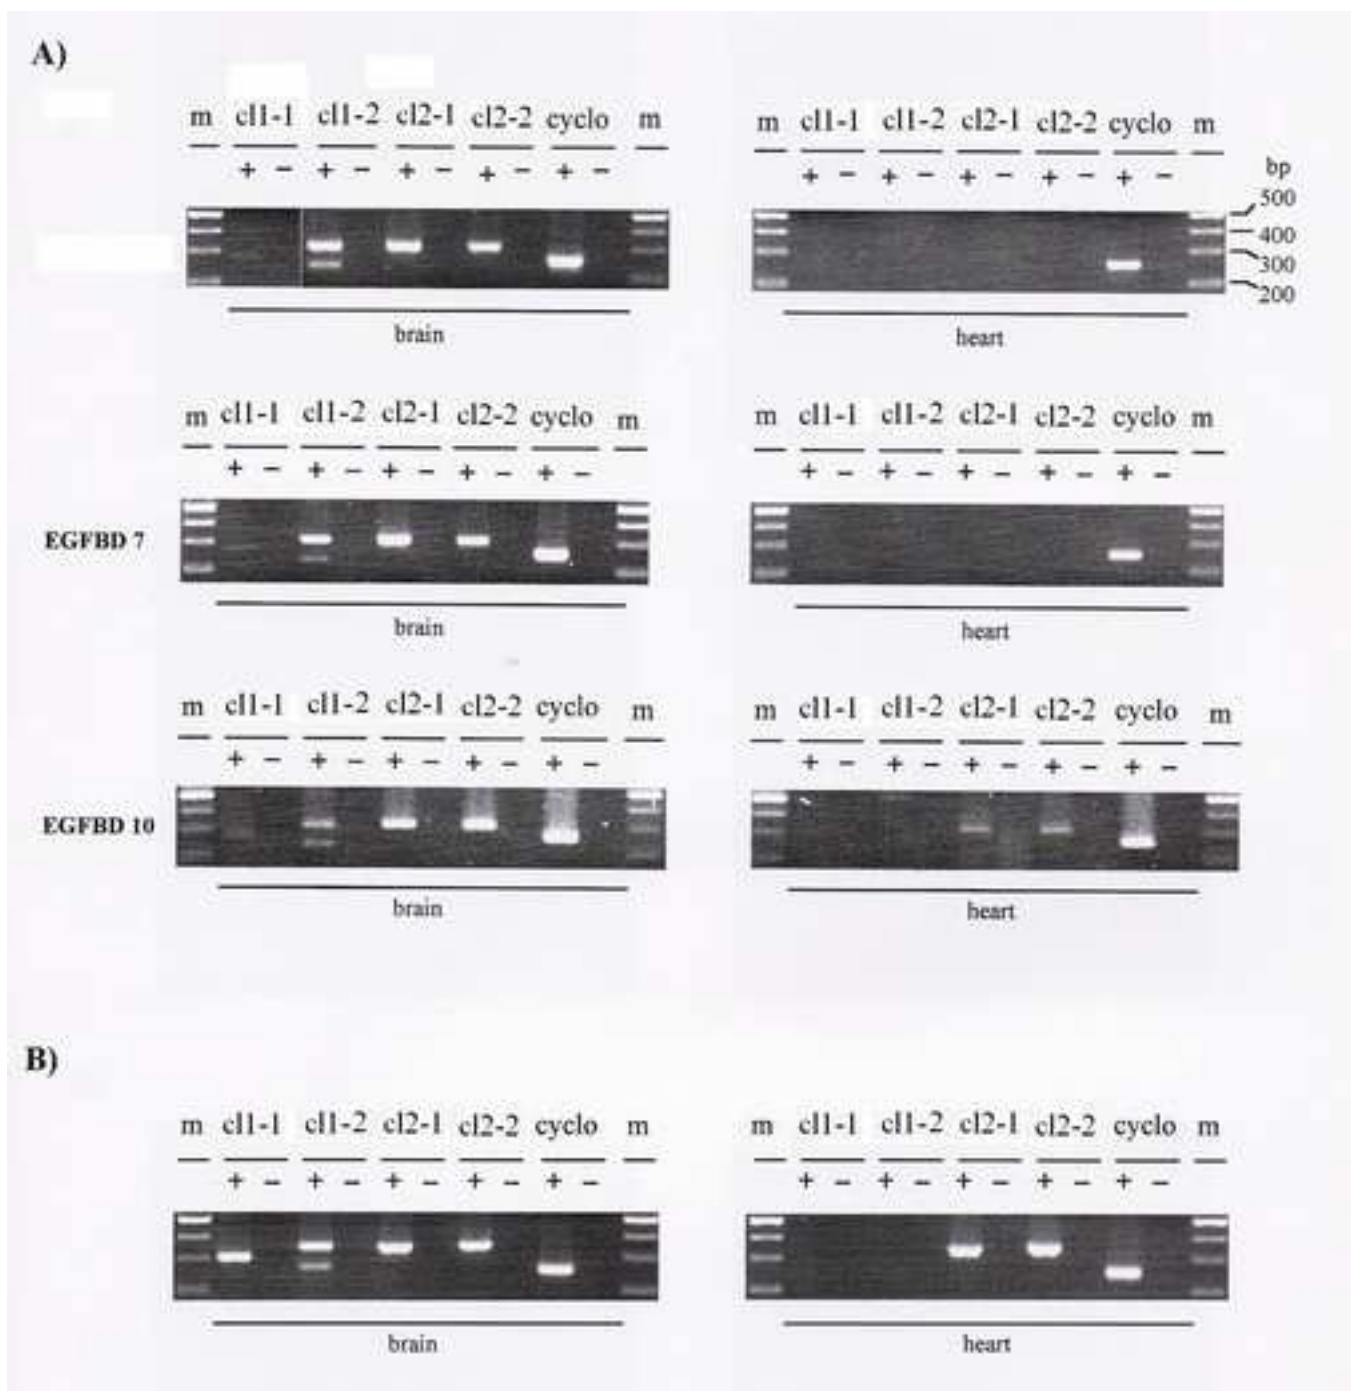 A)
m cl1-1 cl1-2 cl2-1 cl2-2 cyclo m
+ − + − + − + − + −
brain
m cl1-1 cl1-2 cl2-1 cl2-2 cyclo m
+ − + − + − + − + −
bp
500
400
300
200
heart
EGFBD 7
m cl1-1 cl1-2 cl2-1 cl2-2 cyclo m
+ − + − + − + − + −
brain
m cl1-1 cl1-2 cl2-1 cl2-2 cyclo m
+ − + − + − + − + −
heart
EGFBD 10
m cl1-1 cl1-2 cl2-1 cl2-2 cyclo m
+ − + − + − + − + −
brain
m cl1-1 cl1-2 cl2-1 cl2-2 cyclo m
+ − + − + − + − + −
heart
B)
m cl1-1 cl1-2 cl2-1 cl2-2 cyclo m
+ − + − + − + − + −
brain
m cl1-1 cl1-2 cl2-1 cl2-2 cyclo m
+ − + − + − + − + −
heart